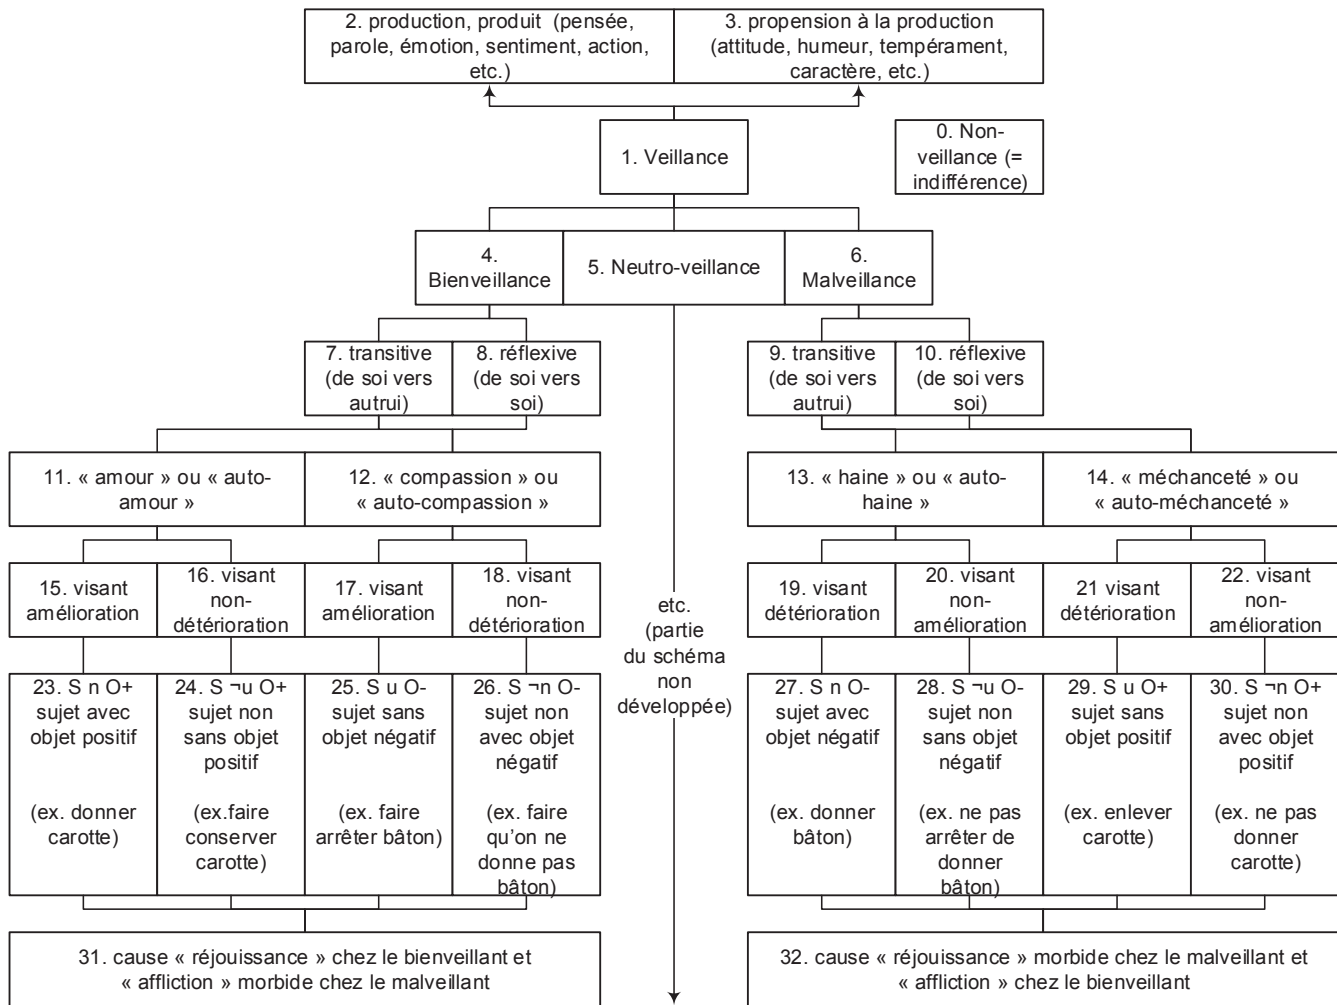 2. production, produit (pensée,
parole, émotion, sentiment, action,
etc.)
3. propension à la production
(attitude, humeur, tempérament,
caractère, etc.)
1. Veillance
0. Non-
veillance (=
indifférence)
4.
Bienveillance
5. Neutro-veillance
6.
Malveillance
7. transitive
(de soi vers
autrui)
8. réflexive
(de soi vers
soi)
9. transitive
(de soi vers
autrui)
10. réflexive
(de soi vers
soi)
11. « amour » ou « auto-
amour »
12. « compassion » ou
« auto-compassion »
13. « haine » ou « auto-
haine »
14. « méchanceté » ou
« auto-méchanceté »
15. visant
amélioration
16. visant
non-
détérioration
17. visant
amélioration
18. visant
non-
détérioration
etc.
(partie
du schéma
non
développée)
19. visant
détérioration
20. visant
non-
amélioration
21 visant
détérioration
22. visant
non-
amélioration
23. S n O+
sujet avec
objet positif
(ex. donner
carotte)
24. S ¬u O+
sujet non
sans objet
positif
(ex.faire
conserver
carotte)
25. S u O-
sujet sans
objet négatif
(ex. faire
arrêter bâton)
26. S ¬n O-
sujet non
avec objet
négatif
(ex. faire
qu’on ne
donne pas
bâton)
27. S n O-
sujet avec
objet négatif
(ex. donner
bâton)
28. S ¬u O-
sujet non
sans objet
négatif
(ex. ne pas
arrêter de
donner
bâton)
29. S u O+
sujet sans
objet positif
(ex. enlever
carotte)
30. S ¬n O+
sujet non
avec objet
positif
(ex. ne pas
donner
carotte)
31. cause « réjouissance » chez le bienveillant et
« affliction » morbide chez le malveillant
32. cause « réjouissance » morbide chez le malveillant et
« affliction » chez le bienveillant